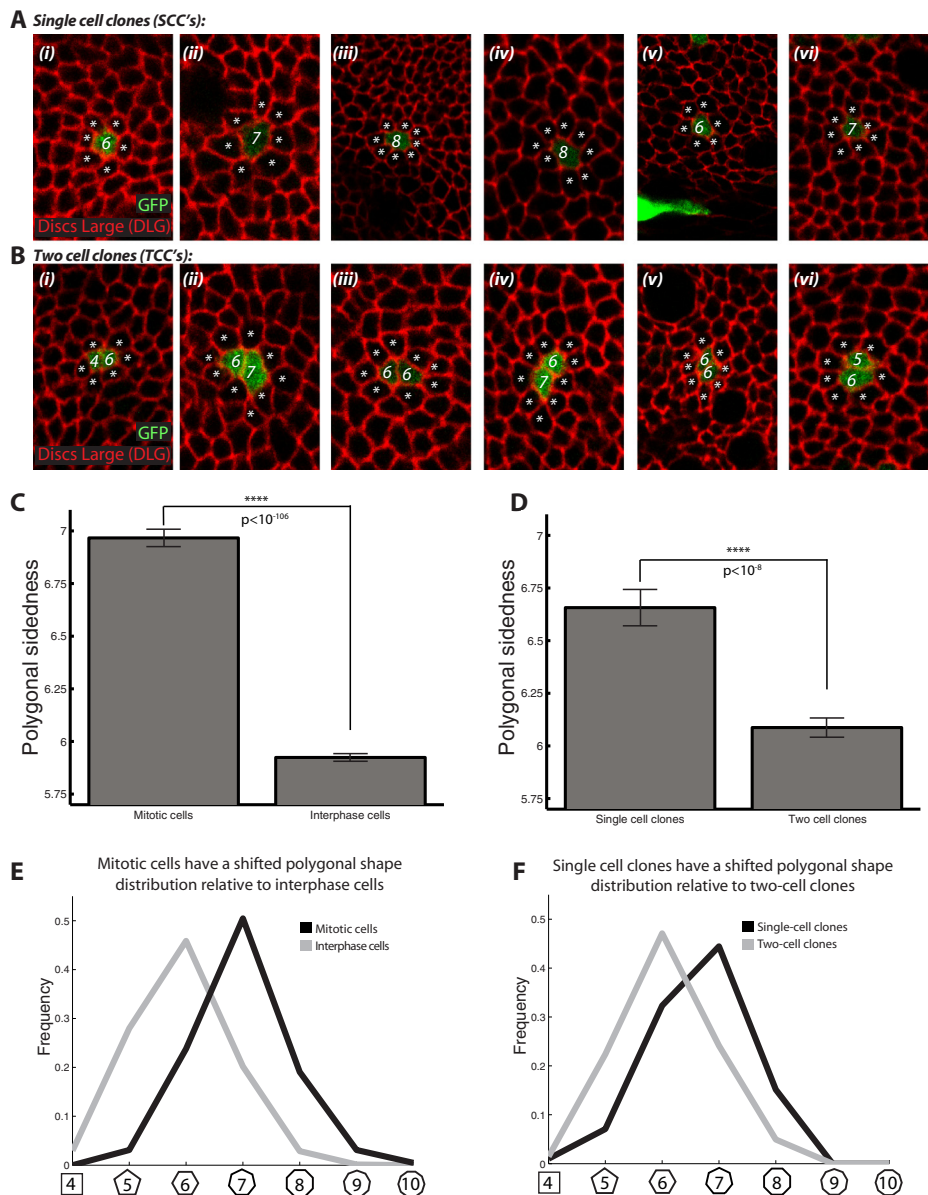 A Single cell clones (SCC's):
(i) (ii) (iii) (iv) (v) (vi)
* * * * * *
6 7 8 8 6 7
GFP
Discs Large (DLG)
B Two cell clones (TCC's):
(i) (ii) (iii) (iv) (v) (vi)
4 6
6 7
6 6
6 7
6 6
5 6
GFP
Discs Large (DLG)
C
****
p<10-106
Polygonal sidedness
7
6.75
6.5
6.25
6
5.75
Mitotic cells Interphase cells
D
****
p<10-8
Polygonal sidedness
7
6.75
6.5
6.25
6
5.75
Single cell clones Two cell clones
E Mitotic cells have a shifted polygonal shape
distribution relative to interphase cells
Mitotic cells
Interphase cells
Frequency
0.5
0.4
0.3
0.2
0.1
0
4 5 6 7 8 9 10
F Single cell clones have a shifted polygonal shape
distribution relative to two-cell clones
Single-cell clones
Two-cell clones
Frequency
0.5
0.4
0.3
0.2
0.1
0
4 5 6 7 8 9 10